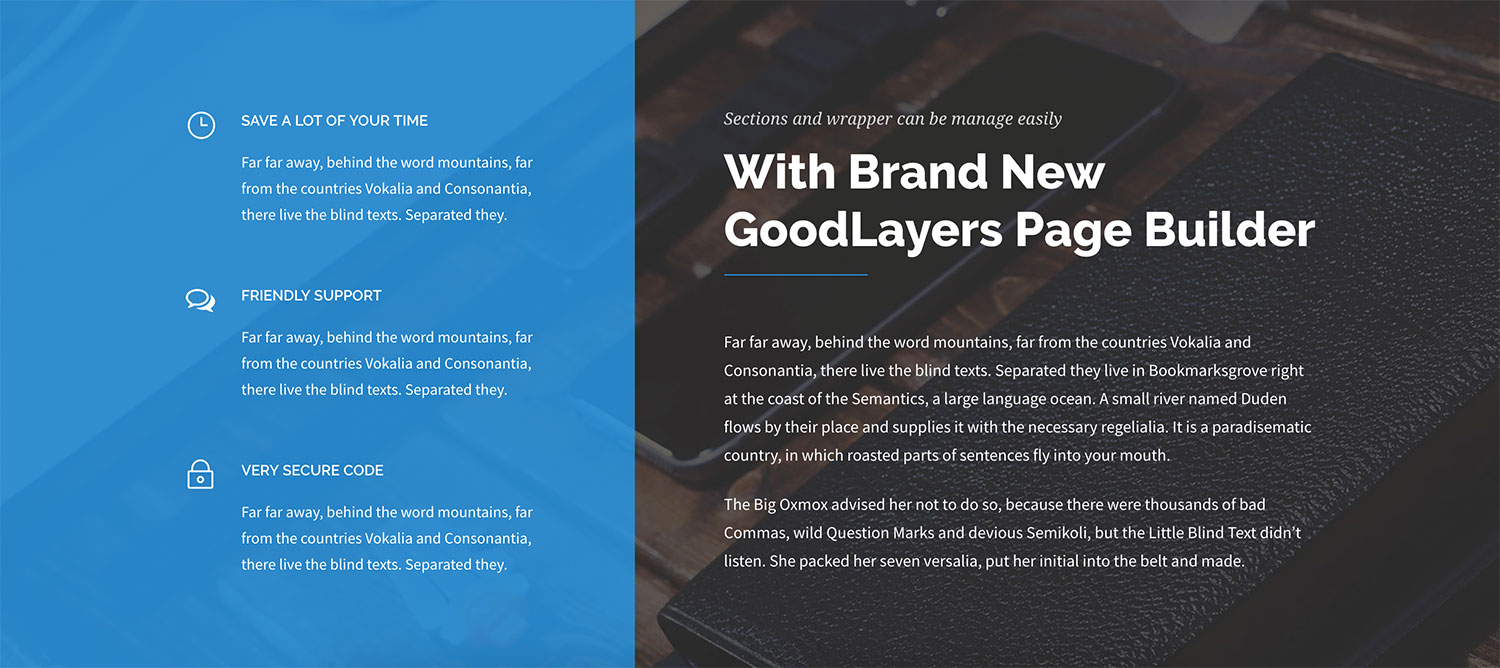 SAVE A LOT OF YOUR TIME
Far far away, behind the word mountains, far
from the countries Vokalia and Consonantia,
there live the blind texts. Separated they.
FRIENDLY SUPPORT
Far far away, behind the word mountains, far
from the countries Vokalia and Consonantia,
there live the blind texts. Separated they.
VERY SECURE CODE
Far far away, behind the word mountains, far
from the countries Vokalia and Consonantia,
there live the blind texts. Separated they.
Sections and wrapper can be manage easily
With Brand New
GoodLayers Page Builder
Far far away, behind the word mountains, far from the countries Vokalia and
Consonantia, there live the blind texts. Separated they live in Bookmarksgrove right
at the coast of the Semantics, a large language ocean. A small river named Duden
flows by their place and supplies it with the necessary regelialia. It is a paradisematic
country, in which roasted parts of sentences fly into your mouth.
The Big Oxmox advised her not to do so, because there were thousands of bad
Commas, wild Question Marks and devious Semikoli, but the Little Blind Text didn’t
listen. She packed her seven versalia, put her initial into the belt and made.